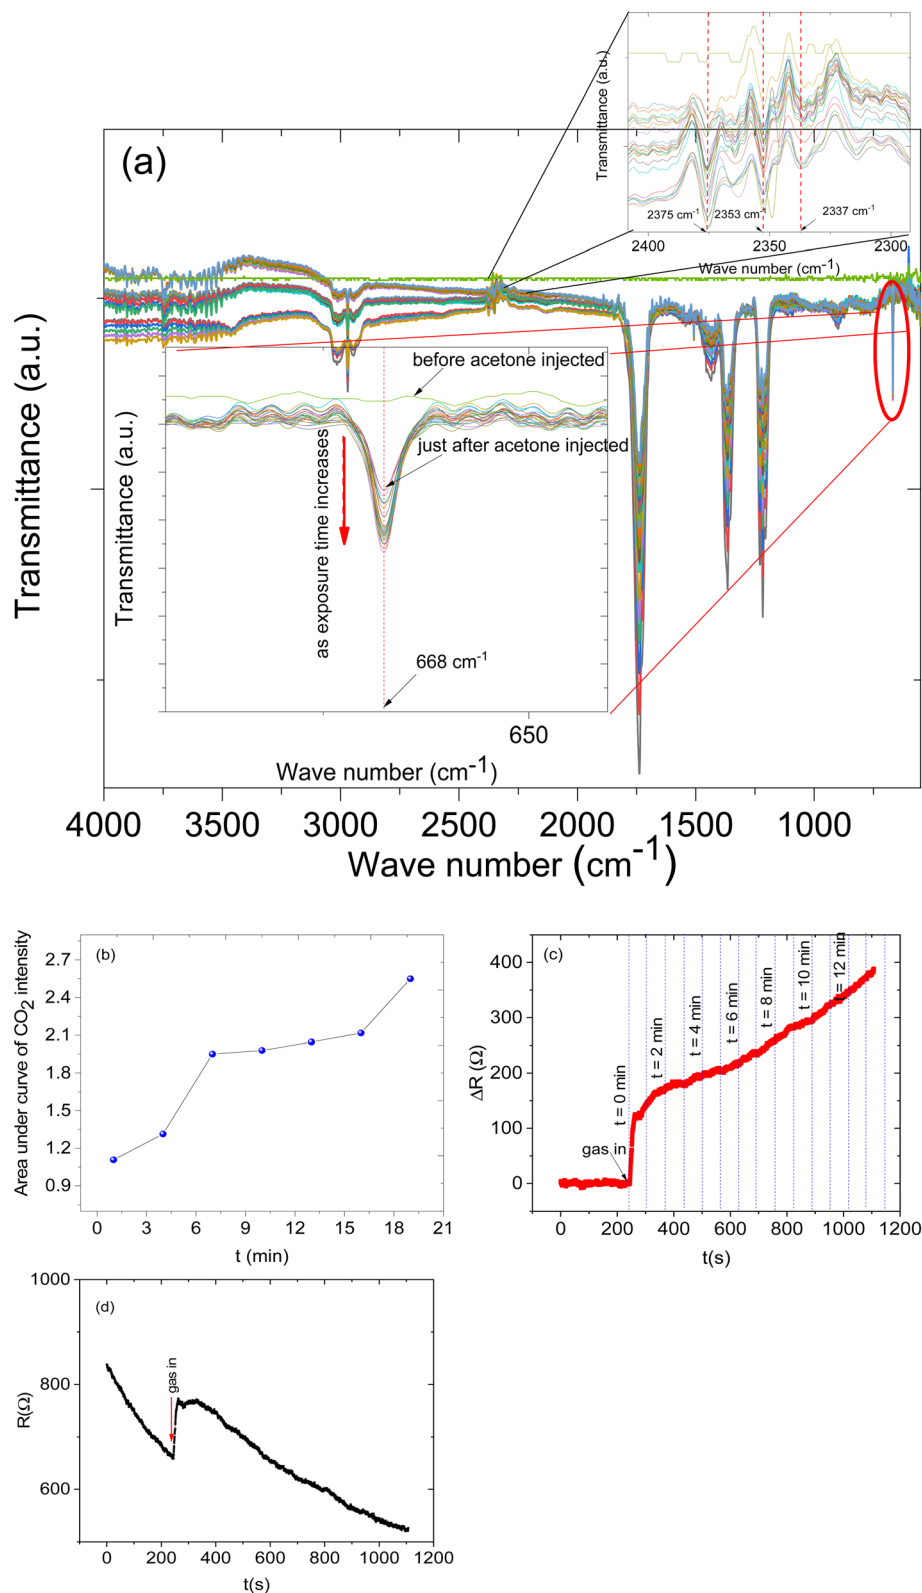 (a)
Transmittance (a.u.)
2375 cm-1
2353 cm-1
2337 cm-1
2400
2350
2300
Wave number (cm-1)
Transmittance (a.u.)
before acetone injected
just after acetone injected
as exposure time increases
Transmittance (a.u.)
668 cm-1
650
Wave number (cm-1)
4000
3500
3000
2500
2000
1500
1000
Wave number (cm-1)
(b)
Area under curve of CO2 intensity
2.7
2.4
2.1
1.8
1.5
1.2
0.9
0
3
6
9
12
15
18
21
t (min)
(c)
ΔR (Ω)
400
300
200
100
0
gas in
t = 0 min
t = 2 min
t = 4 min
t = 6 min
t = 8 min
t = 10 min
t = 12 min
0
200
400
600
800
1000
1200
t(s)
(d)
R(Ω)
1000
800
600
gas in
0
200
400
600
800
1000
1200
t(s)